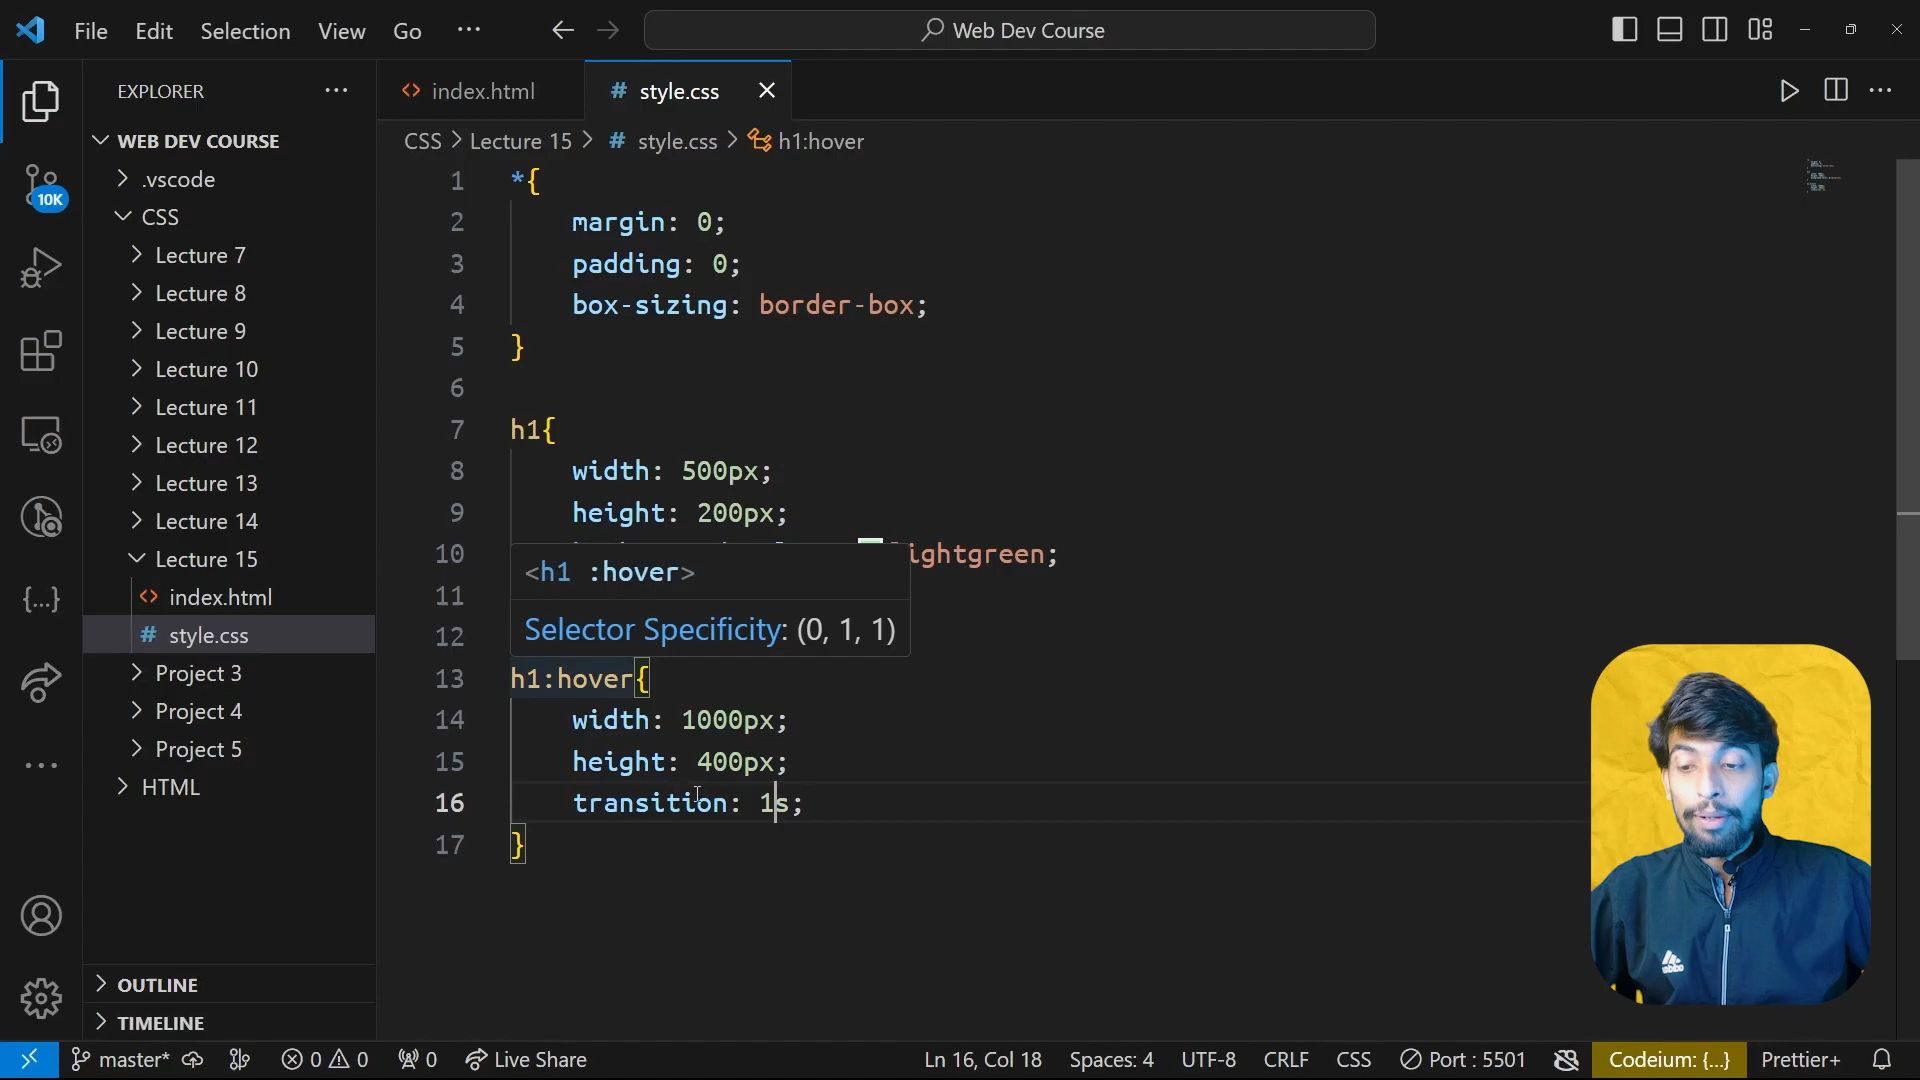 File Edit Selection View Go ... Web Dev Course
EXPLORER ...
WEB DEV COURSE
.vscode
CSS
Lecture 7
Lecture 8
Lecture 9
Lecture 10
Lecture 11
Lecture 12
Lecture 13
Lecture 14
Lecture 15
index.html
style.css
Project 3
Project 4
Project 5
HTML
OUTLINE
TIMELINE
10K
index.html # style.css
CSS > Lecture 15 > # style.css > h1:hover
1 *{
2 margin: 0;
3 padding: 0;
4 box-sizing: border-box;
5 }
6
7 h1{
8 width: 500px;
9 height: 200px;
10 ightgreen;
11
12
<h1 :hover>
Selector Specificity: (0, 1, 1)
13 h1:hover{
14 width: 1000px;
15 height: 400px;
16 transition: 1s;
17 }
master* 0 0 0 Live Share Ln 16, Col 18 Spaces: 4 UTF-8 CRLF CSS Port : 5501 Codeium: {...} Prettier+